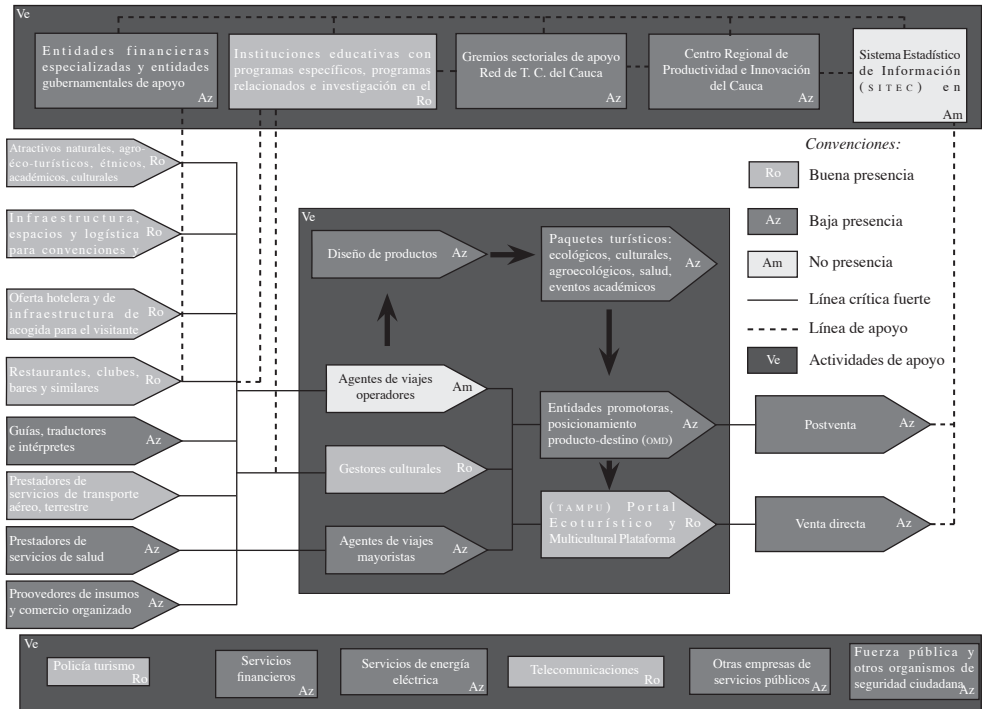 Ve
Entidades financieras
especializadas y entidades
gubernamentales de apoyo
Az
Instituciones educativas con
programas específicos, programas
relacionados e investigación en el
Ro
Gremios sectoriales de apoyo
Red de T. C. del Cauca
Az
Centro Regional de
Productividad e Innovación
del Cauca
Az
Sistema Estadístico
de Información
(SITEC) en
Am
Atractivos naturales, agro-
éco-turísticos, étnicos,
académicos, culturales
Ro
Infraestructura,
espacios y logística
para convenciones y
Ro
Oferta hotelera y de
infraestructura de
acogida para el visitante
Ro
Restaurantes, clubes,
bares y similares
Ro
Guías, traductores
e intérpretes
Az
Prestadores de
servicios de transporte
aéreo, terrestre
Prestadores de
servicios de salud
Az
Proovedores de insumos
y comercio organizado
Az
Ve
Diseño de productos
Az
Paquetes turísticos:
ecológicos, culturales,
agroecológicos, salud,
eventos académicos
Az
Agentes de viajes
operadores
Am
Gestores culturales
Ro
Agentes de viajes
mayoristas
Az
Entidades promotoras,
posicionamiento
producto-destino (OMD)
Az
(TAMPU) Portal
Ecoturístico y
Multicultural Plataforma
Ro
Postventa
Az
Venta directa
Az
Convenciones:
Ro
Buena presencia
Az
Baja presencia
Am
No presencia
Línea crítica fuerte
Línea de apoyo
Ve
Actividades de apoyo
Ve
Policía turismo
Ro
Servicios
financieros
Az
Servicios de energía
eléctrica
Az
Telecomunicaciones
Ro
Otras empresas de
servicios públicos
Az
Fuerza pública y
otros organismos de
seguridad ciudadana
Az